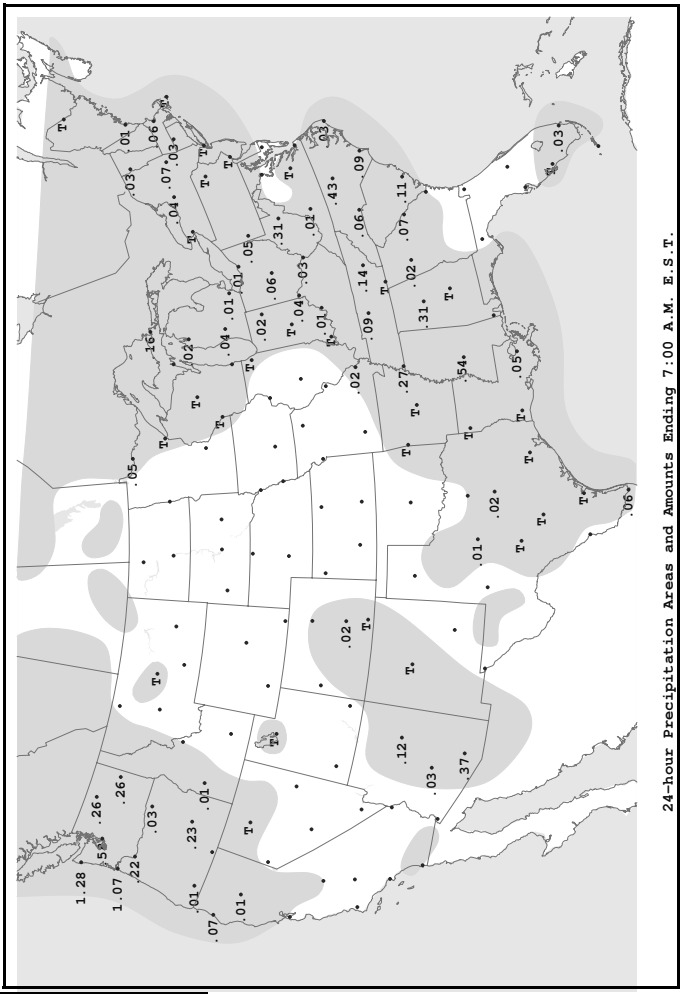 T
1.28
.26
1.07
.26
.01
.05
.03
.22
.03
.16
.06
T
T
T
.07
.03
.04
.02
.23
T
.01
T
.01
T
T
.07
T
.04
.01
T
.01
.01
.05
T
T
.02
.06
T
.31
T
T
.04
.03
.01
.01
.03
T
.43
.02
.02
.06
.09
.14
T
.09
T
.12
.27
.11
T
.07
T
.02
T
.31
.03
T
.37
.54
T
.01
.02
.05
T
T
T
T
T
.03
T
.06
24-hour Precipitation Areas and Amounts Ending 7:00 A.M. E.S.T.